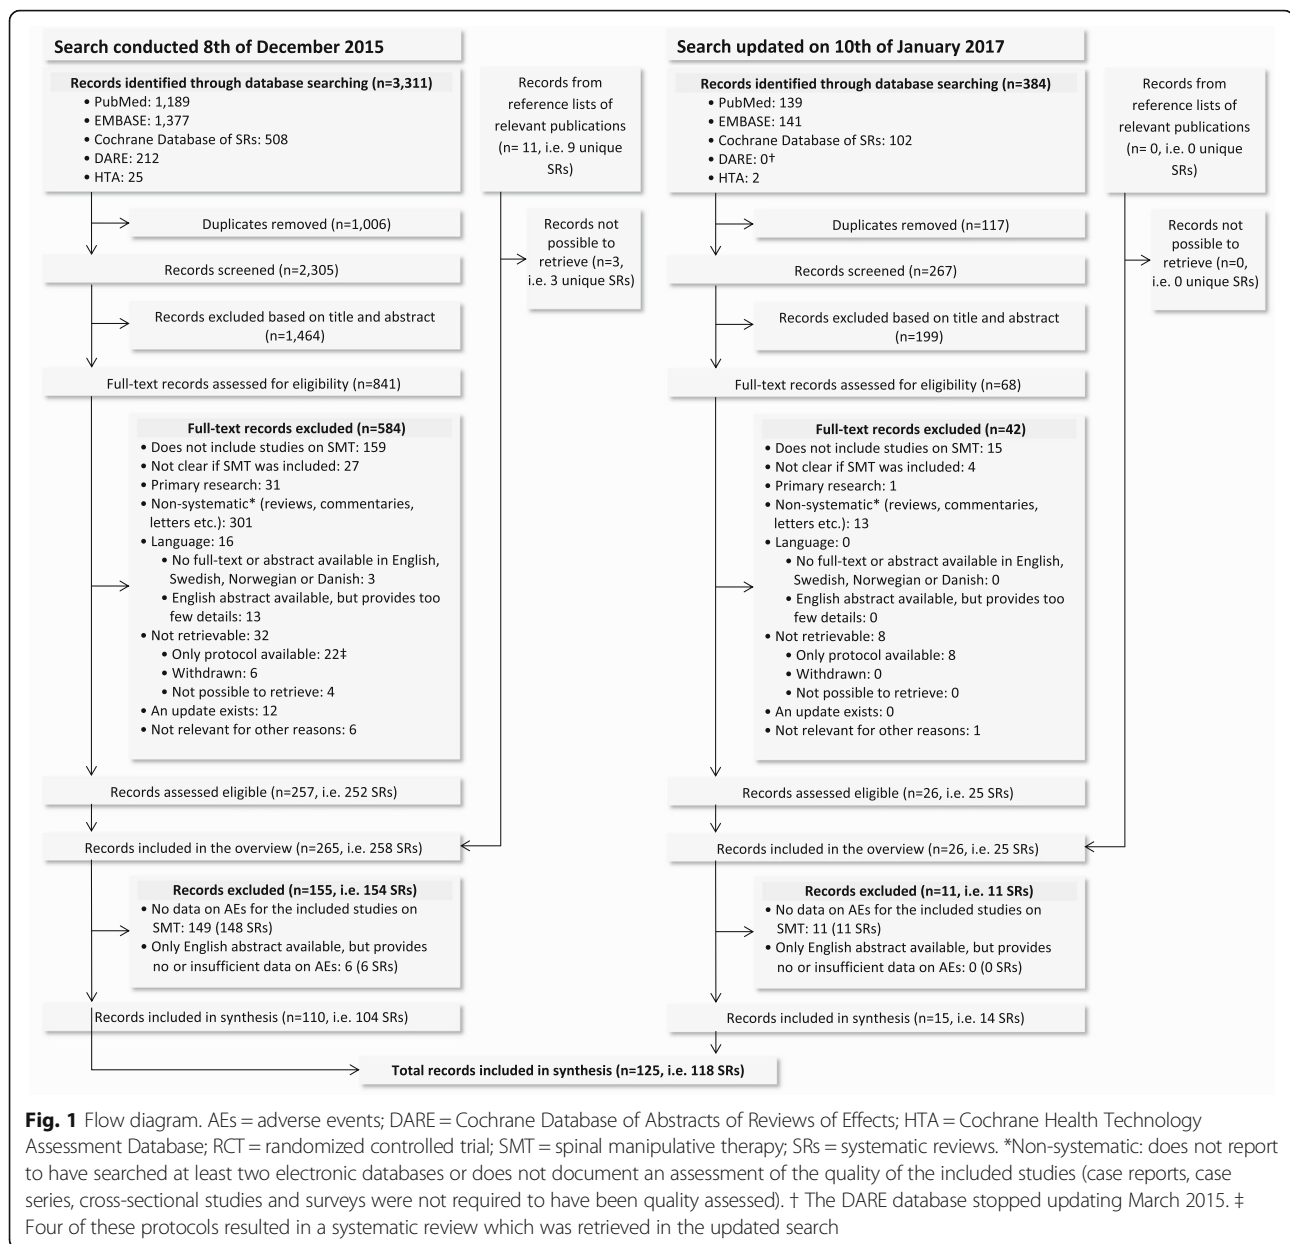 Search conducted 8th of December 2015
Records identified through database searching (n=3,311)
• PubMed: 1,189
• EMBASE: 1,377
• Cochrane Database of SRs: 508
• DARE: 212
• HTA: 25
Records from
reference lists of
relevant publications
(n= 11, i.e. 9 unique
SRs)
Duplicates removed (n=1,006)
Records not
possible to
retrieve (n=3,
i.e. 3 unique SRs)
Records screened (n=2,305)
Records excluded based on title and abstract
(n=1,464)
Full-text records assessed for eligibility (n=841)
Full-text records excluded (n=584)
• Does not include studies on SMT: 159
• Not clear if SMT was included: 27
• Primary research: 31
• Non-systematic* (reviews, commentaries,
letters etc.): 301
• Language: 16
• No full-text or abstract available in English,
Swedish, Norwegian or Danish: 3
• English abstract available, but provides too
few details: 13
• Not retrievable: 32
• Only protocol available: 22‡
• Withdrawn: 6
• Not possible to retrieve: 4
• An update exists: 12
• Not relevant for other reasons: 6
Records assessed eligible (n=257, i.e. 252 SRs)
Records included in the overview (n=265, i.e. 258 SRs)
Records excluded (n=155, i.e. 154 SRs)
• No data on AEs for the included studies on
SMT: 149 (148 SRs)
• Only English abstract available, but provides
no or insufficient data on AEs: 6 (6 SRs)
Records included in synthesis (n=110, i.e. 104 SRs)
Search updated on 10th of January 2017
Records identified through database searching (n=384)
• PubMed: 139
• EMBASE: 141
• Cochrane Database of SRs: 102
• DARE: 0†
• HTA: 2
Records from
reference lists of
relevant publications
(n= 0, i.e. 0 unique
SRs)
Duplicates removed (n=117)
Records not
possible to
retrieve (n=0,
i.e. 0 unique SRs)
Records screened (n=267)
Records excluded based on title and abstract
(n=199)
Full-text records assessed for eligibility (n=68)
Full-text records excluded (n=42)
• Does not include studies on SMT: 15
• Not clear if SMT was included: 4
• Primary research: 1
• Non-systematic* (reviews, commentaries,
letters etc.): 13
• Language: 0
• No full-text or abstract available in English,
Swedish, Norwegian or Danish: 0
• English abstract available, but provides too
few details: 0
• Not retrievable: 8
• Only protocol available: 8
• Withdrawn: 0
• Not possible to retrieve: 0
• An update exists: 0
• Not relevant for other reasons: 1
Records assessed eligible (n=26, i.e. 25 SRs)
Records included in the overview (n=26, i.e. 25 SRs)
Records excluded (n=11, i.e. 11 SRs)
• No data on AEs for the included studies on
SMT: 11 (11 SRs)
• Only English abstract available, but provides
no or insufficient data on AEs: 0 (0 SRs)
Records included in synthesis (n=15, i.e. 14 SRs)
Total records included in synthesis (n=125, i.e. 118 SRs)
Fig. 1 Flow diagram. AEs = adverse events; DARE = Cochrane Database of Abstracts of Reviews of Effects; HTA = Cochrane Health Technology
Assessment Database; RCT = randomized controlled trial; SMT = spinal manipulative therapy; SRs = systematic reviews. *Non-systematic: does not report
to have searched at least two electronic databases or does not document an assessment of the quality of the included studies (case reports, case
series, cross-sectional studies and surveys were not required to have been quality assessed). † The DARE database stopped updating March 2015. ‡
Four of these protocols resulted in a systematic review which was retrieved in the updated search